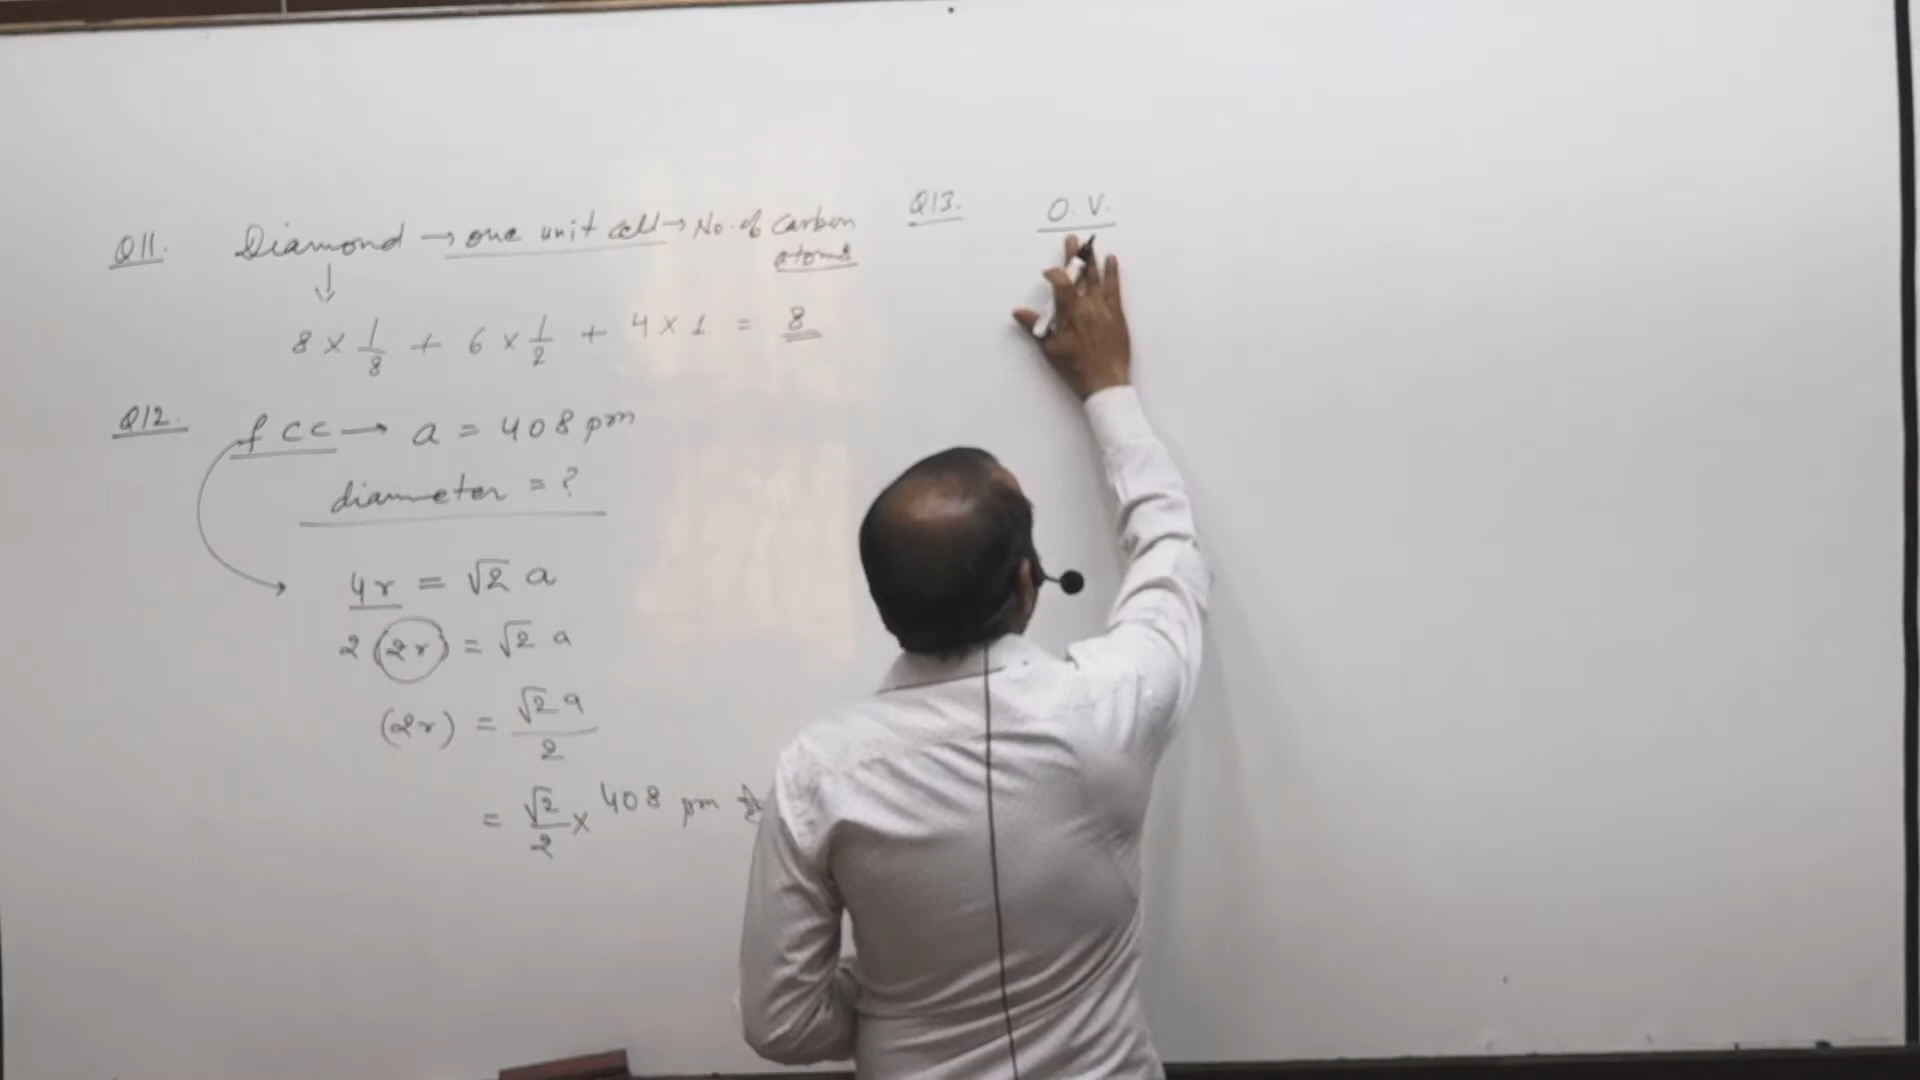 Q11. Diamond → one unit cell → No. of Carbon atoms
↓
8 × 1/8 + 6 × 1/2 + 4 × 1 = 8
Q12. fcc → a = 408 pm
diameter = ?
4r = √2 a
2 (2r) = √2 a
(2r) = √2 a / 2
= √2/2 × 408 pm
Q13. O.V.